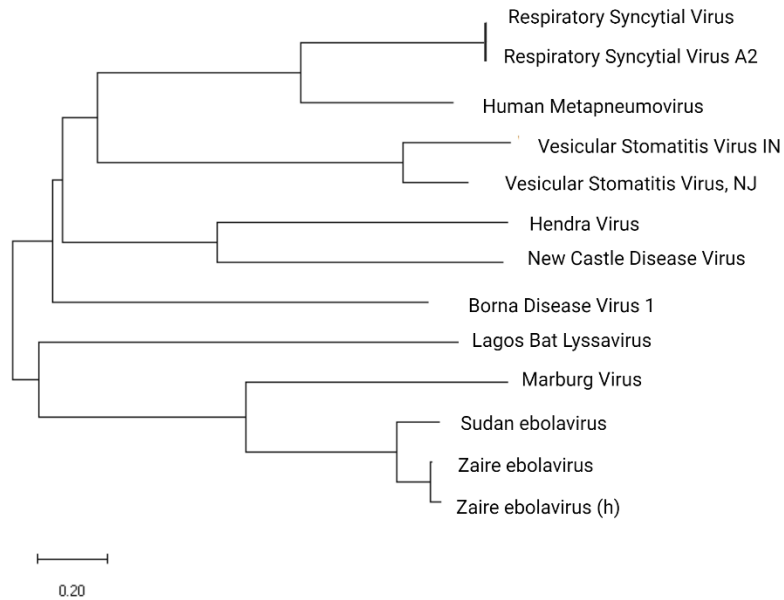 Respiratory Syncytial Virus
Respiratory Syncytial Virus A2
Human Metapneumovirus
Vesicular Stomatitis Virus IN
Vesicular Stomatitis Virus, NJ
Hendra Virus
New Castle Disease Virus
Borna Disease Virus 1
Lagos Bat Lyssavirus
Marburg Virus
Sudan ebolavirus
Zaire ebolavirus
Zaire ebolavirus (h)
0.20